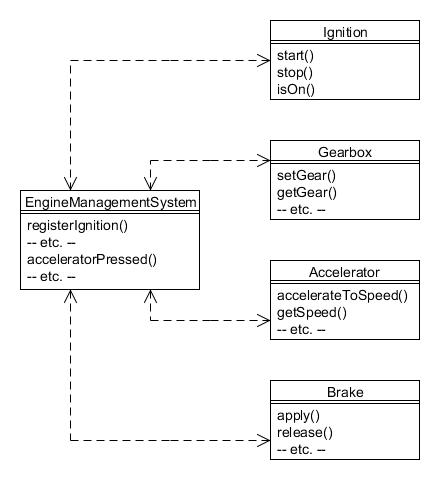 Ignition
start()
stop()
isOn()
Gearbox
setGear()
getGear()
-- etc. --
EngineManagementSystem
registerIgnition()
-- etc. --
acceleratorPressed()
-- etc. --
Accelerator
accelerateToSpeed()
getSpeed()
-- etc. --
Brake
apply()
release()
-- etc. --